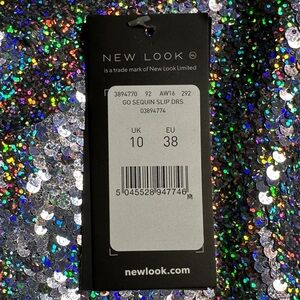 NEW LOOK
is a trade mark of New Look Limited
3894770 92 AW16 292
GO SEQUIN SLIP DRS
03894774
UK EU
10 38
5 045528 947746
newlook.com